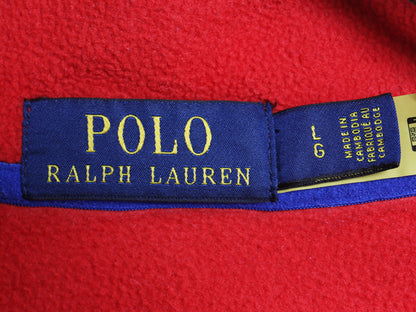 POLO
RALPH LAUREN
L
G
MADE IN
CAMBODIA
FABRIQUÉ AU
CAMBODGE